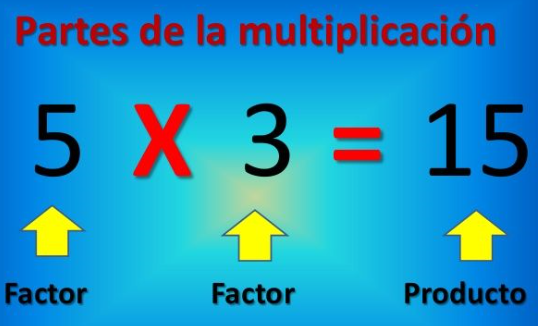 Partes de la multiplicación
5 X 3 = 15
Factor Factor Producto